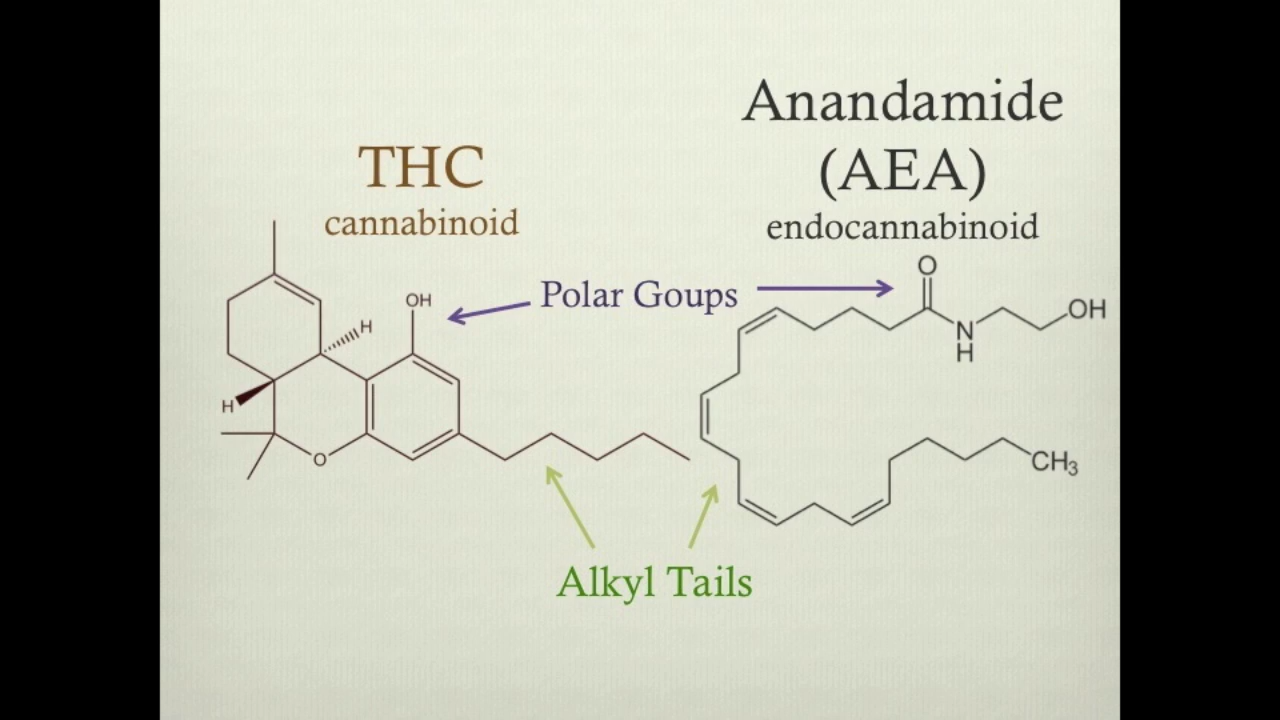 THC
cannabinoid
Anandamide
(AEA)
endocannabinoid
Polar Goups
OH
H
H
O
O
N
H
OH
CH₃
Alkyl Tails